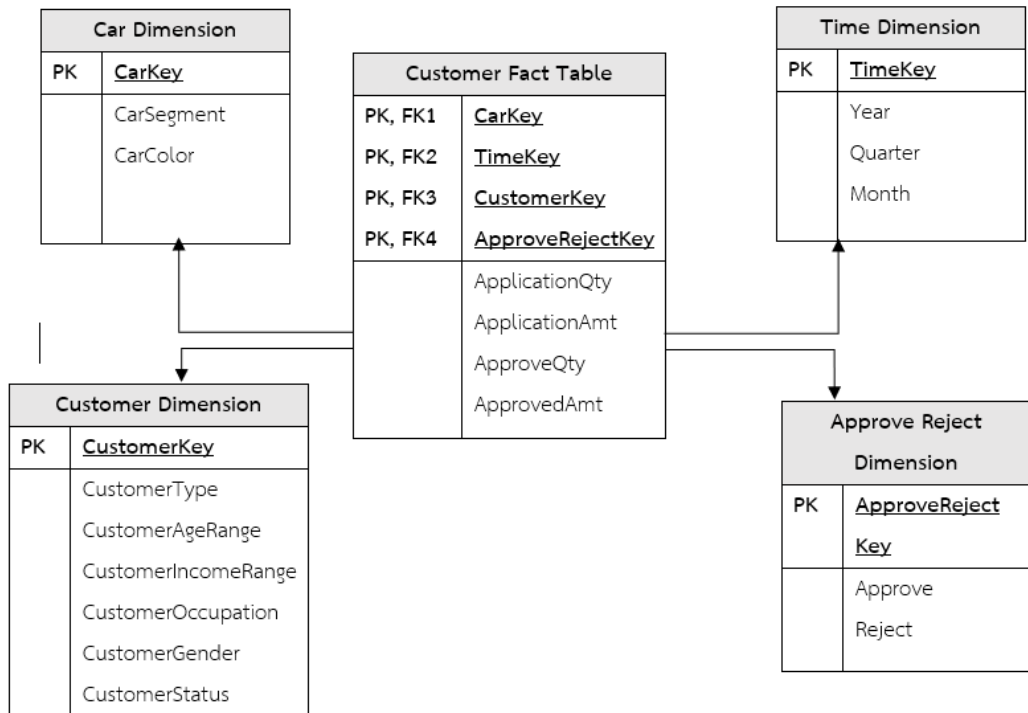 Car Dimension
PK CarKey
CarSegment
CarColor
Customer Fact Table
PK, FK1 CarKey
PK, FK2 TimeKey
PK, FK3 CustomerKey
PK, FK4 ApproveRejectKey
ApplicationQty
ApplicationAmt
ApproveQty
ApprovedAmt
Time Dimension
PK TimeKey
Year
Quarter
Month
Customer Dimension
PK CustomerKey
CustomerType
CustomerAgeRange
CustomerIncomeRange
CustomerOccupation
CustomerGender
CustomerStatus
Approve Reject
Dimension
PK ApproveReject
Key
Approve
Reject